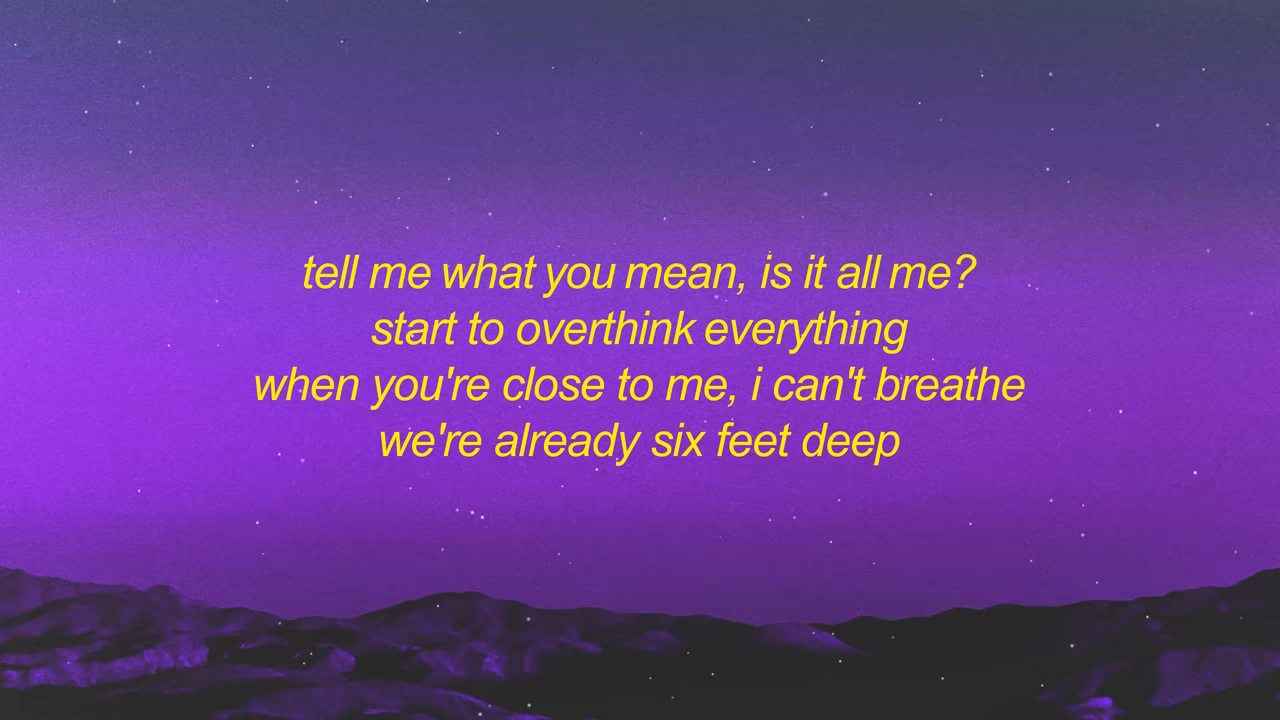 tell me what you mean, is it all me?
start to overthink everything
when you're close to me, i can't breathe
we're already six feet deep